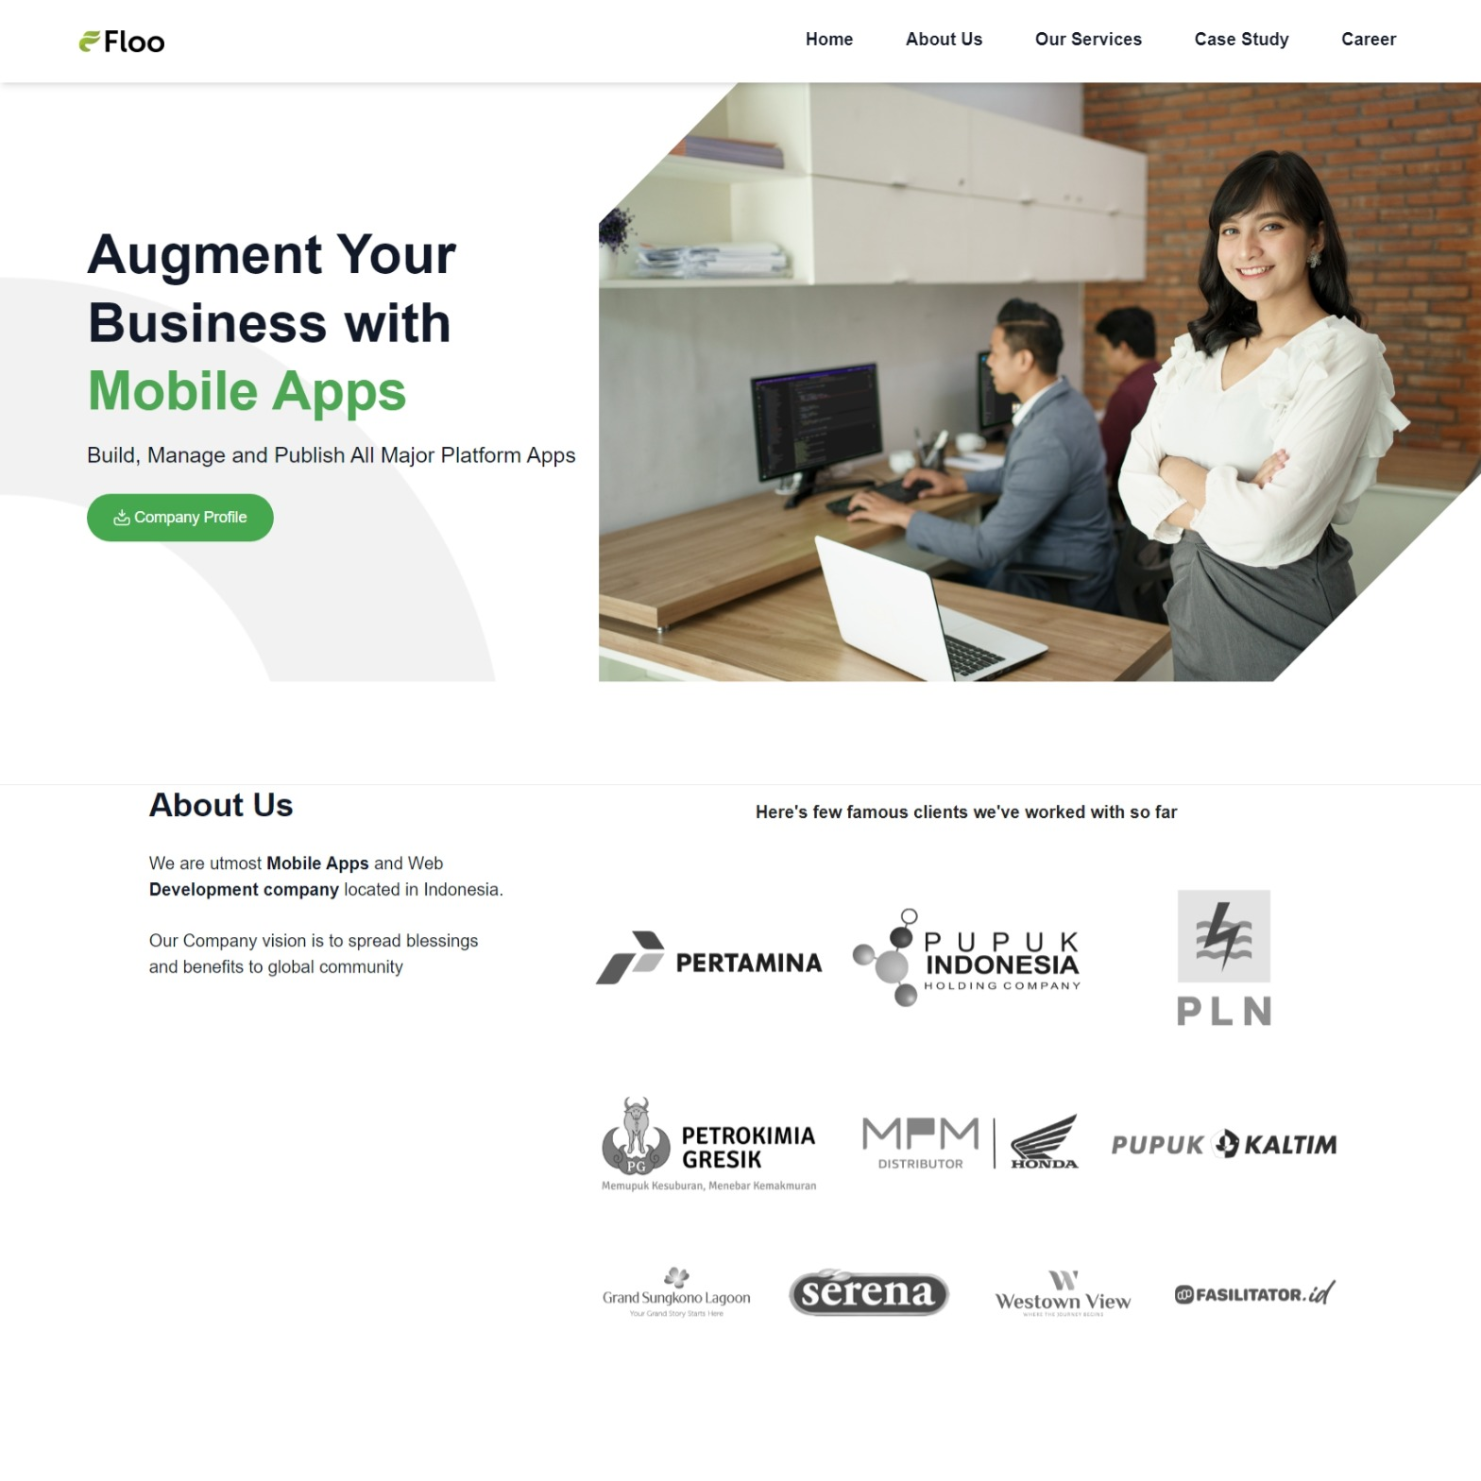 Floo
Home
About Us
Our Services
Case Study
Career
Augment Your
Business with
Mobile Apps
Build, Manage and Publish All Major Platform Apps
Company Profile
About Us
We are utmost Mobile Apps and Web
Development company located in Indonesia.
Our Company vision is to spread blessings
and benefits to global community
Here's few famous clients we've worked with so far
PERTAMINA
PUPUK
INDONESIA
HOLDING COMPANY
PLN
PG
PETROKIMIA
GRESIK
Memupuk Kesuburan, Menebar Kemakmuran
MPM
DISTRIBUTOR
HONDA
PUPUK KALTIM
Grand Sungkono Lagoon
Your Grand Story Starts Here
serena
Westown View
WHERE THE JOURNEY BEGINS
FASILITATOR.id